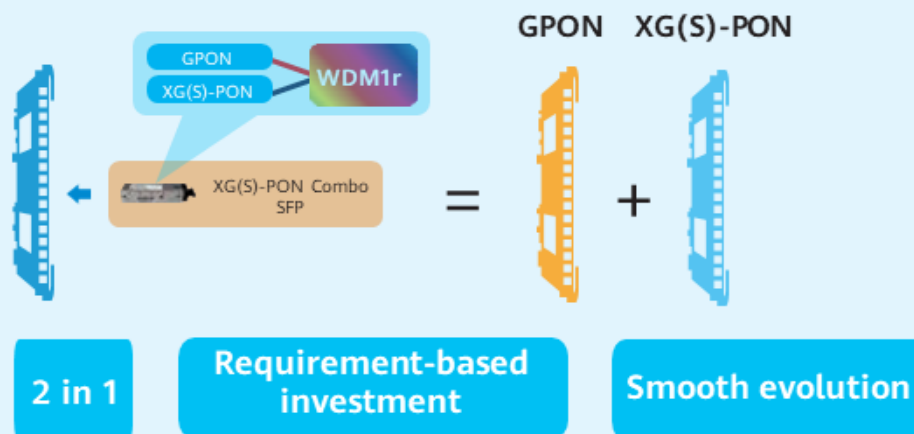 GPON XG(S)-PON
GPON
WDM1r
XG(S)-PON
XG(S)-PON Combo
SFP
=
+
2 in 1
Requirement-based
investment
Smooth evolution